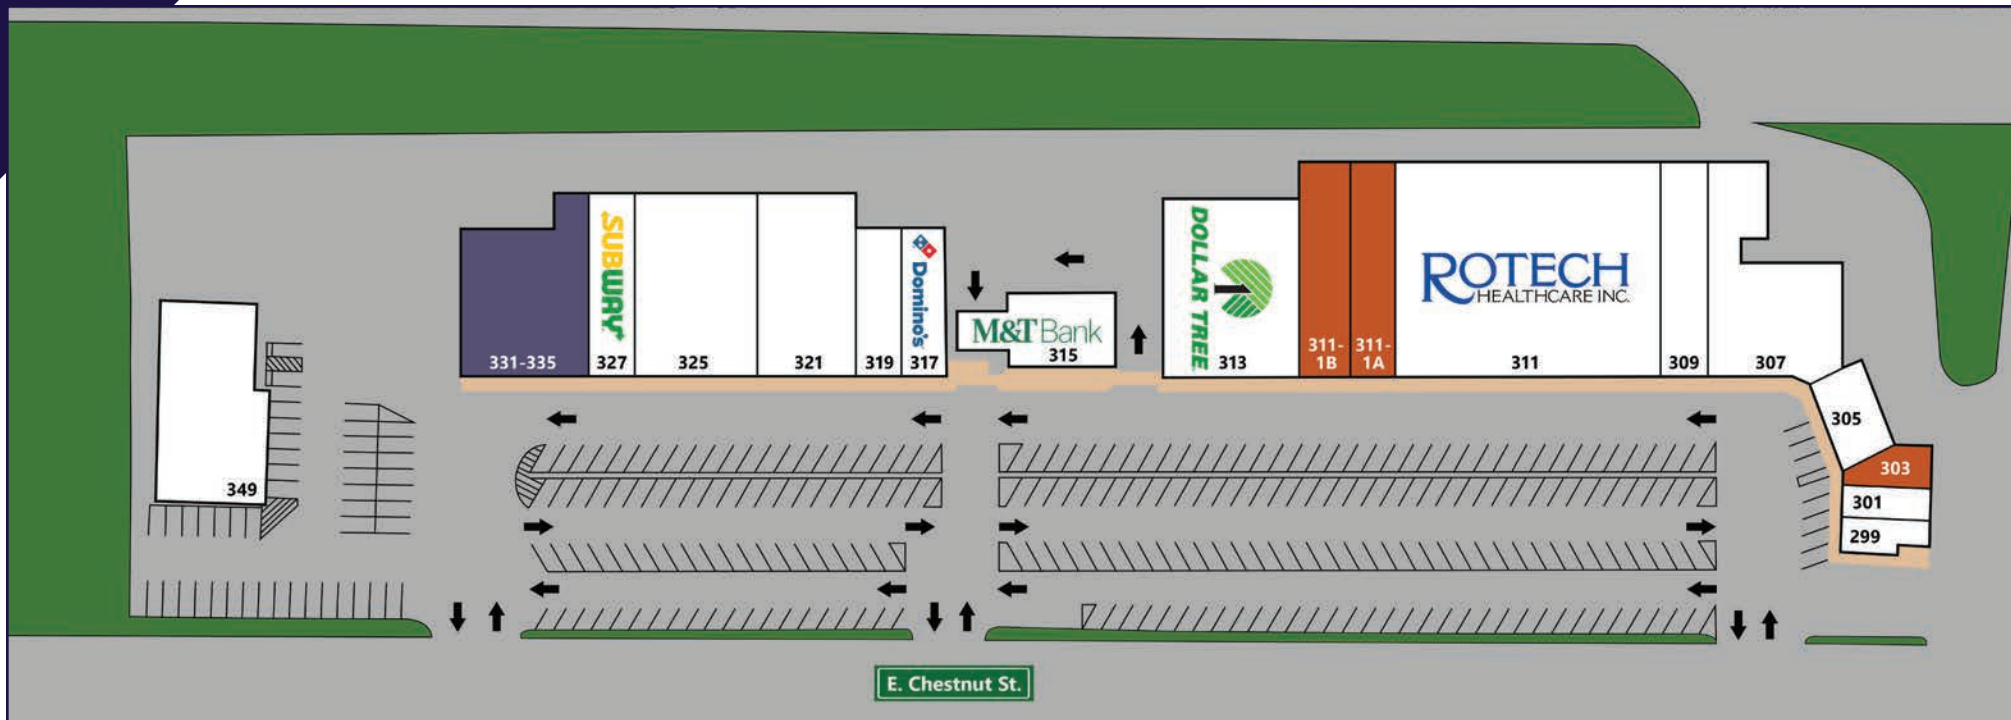 331-335
SUBWAY
327
325
321
319
Domino's
317
M&T Bank
315
DOLLAR TREE
313
311-
1B
311-
1A
ROTECH
HEALTHCARE INC.
311
309
307
305
303
301
299
349
E. Chestnut St.